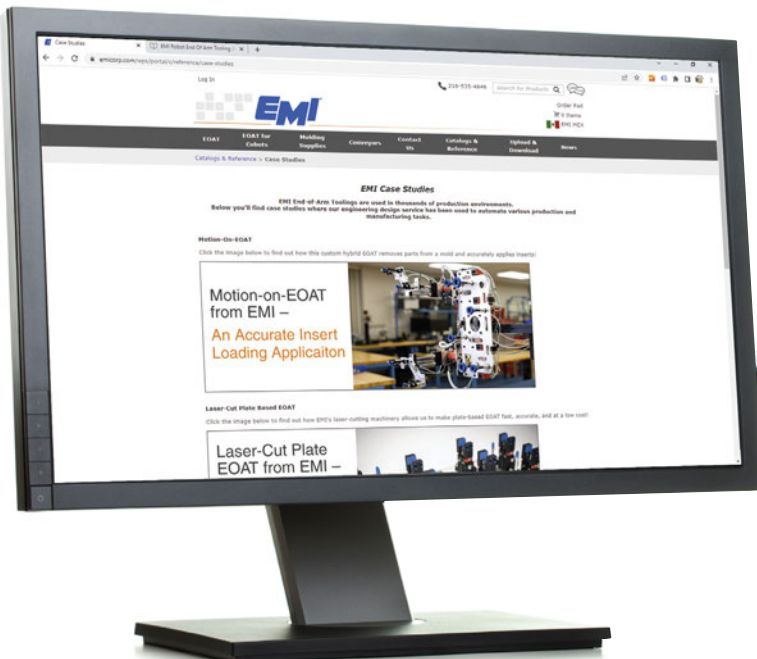 Case Studies
EMI Robot End Of Arm Tooling
emicorp.com/wps/portal/c/reference/case-studies
Log In
216-535-4848
Search for Products
Order Pad
0 Items
EMI MEX
EMI
EOAT
EOAT for Cobots
Molding Supplies
Conveyors
Contact Us
Catalogs & Reference
Upload & Download
News
Catalogs & Reference > Case Studies
EMI Case Studies
EMI End-of-Arm Toolings are used in thousands of production environments.
Below you'll find case studies where our engineering design service has been used to automate various production and
manufacturing tasks.
Motion-On-EOAT
Click the image below to find out how this custom hybrid EOAT removes parts from a mold and accurately applies inserts!
Motion-on-EOAT
from EMI –
An Accurate Insert
Loading Applicaiton
Laser-Cut Plate Based EOAT
Click the image below to find out how EMI's laser-cutting machinery allows us to make plate-based EOAT fast, accurate, and at a low cost!
Laser-Cut Plate
EOAT from EMI –